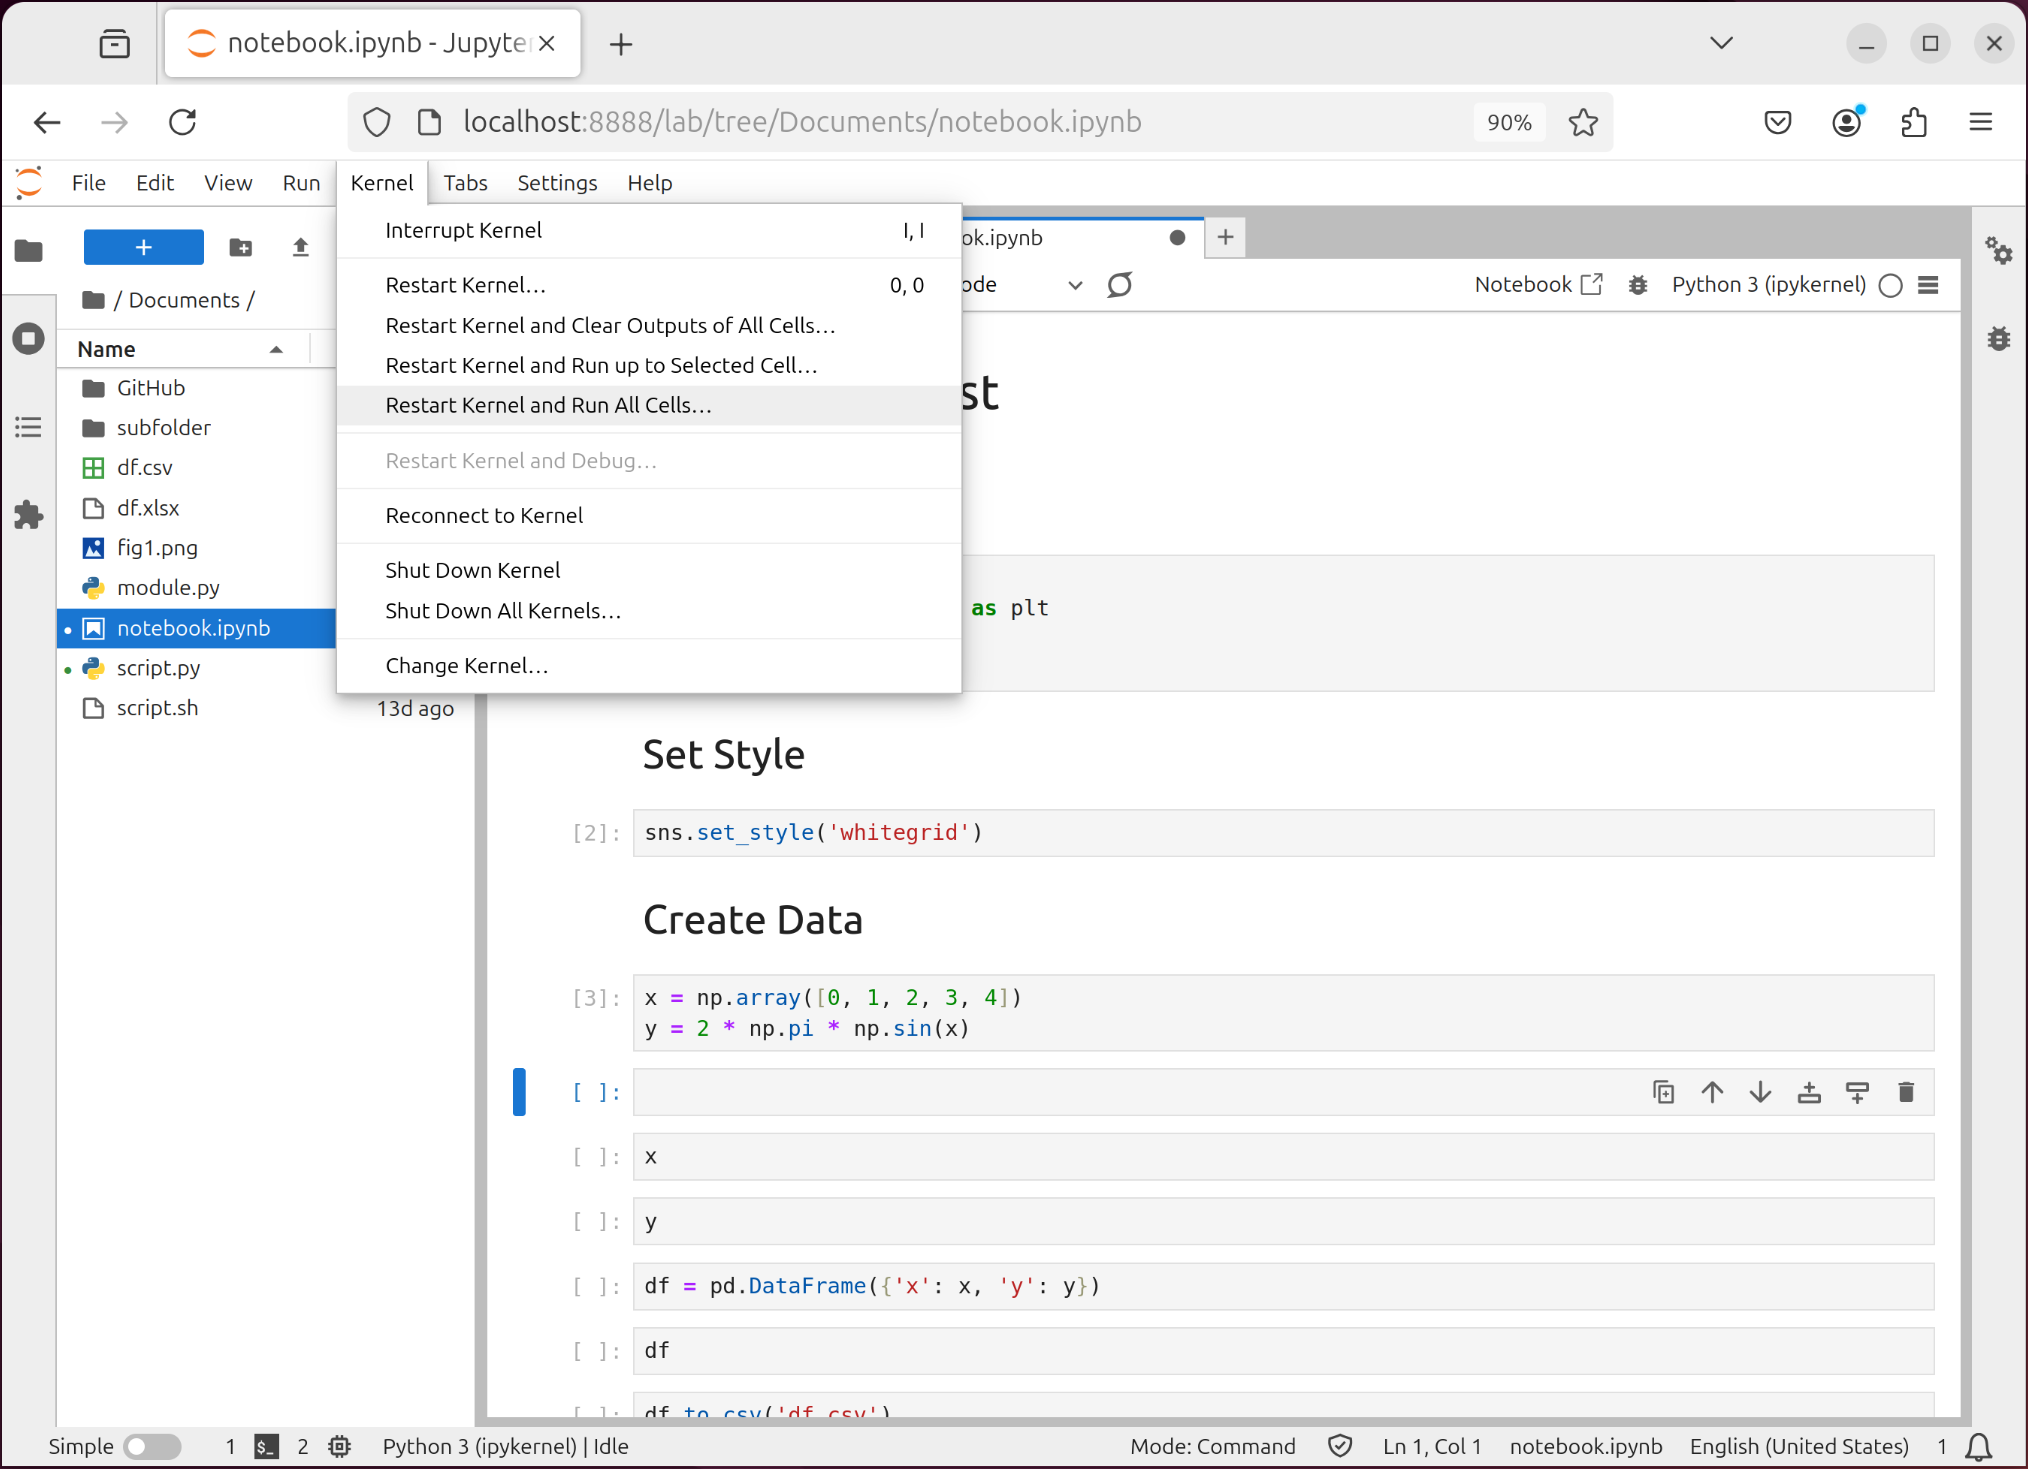 notebook.ipynb - Jupyter
localhost:8888/lab/tree/Documents/notebook.ipynb
90%
File Edit View Run Kernel Tabs Settings Help
Interrupt Kernel I, I
Restart Kernel… 0, 0
Restart Kernel and Clear Outputs of All Cells…
Restart Kernel and Run up to Selected Cell…
Restart Kernel and Run All Cells…
Restart Kernel and Debug…
Reconnect to Kernel
Shut Down Kernel
Shut Down All Kernels…
Change Kernel…
/ Documents /
Name
GitHub
subfolder
df.csv
df.xlsx
fig1.png
module.py
notebook.ipynb
script.py
script.sh 13d ago
ok.ipynb
ode
Notebook
Python 3 (ipykernel)
st
as plt
Set Style
[2]: sns.set_style('whitegrid')
Create Data
[3]: x = np.array([0, 1, 2, 3, 4])
y = 2 * np.pi * np.sin(x)
[ ]:
[ ]: x
[ ]: y
[ ]: df = pd.DataFrame({'x': x, 'y': y})
[ ]: df
[ ]: df.to_csv('df.csv')
Simple 1 $_ 2 Python 3 (ipykernel) | Idle Mode: Command Ln 1, Col 1 notebook.ipynb English (United States) 1